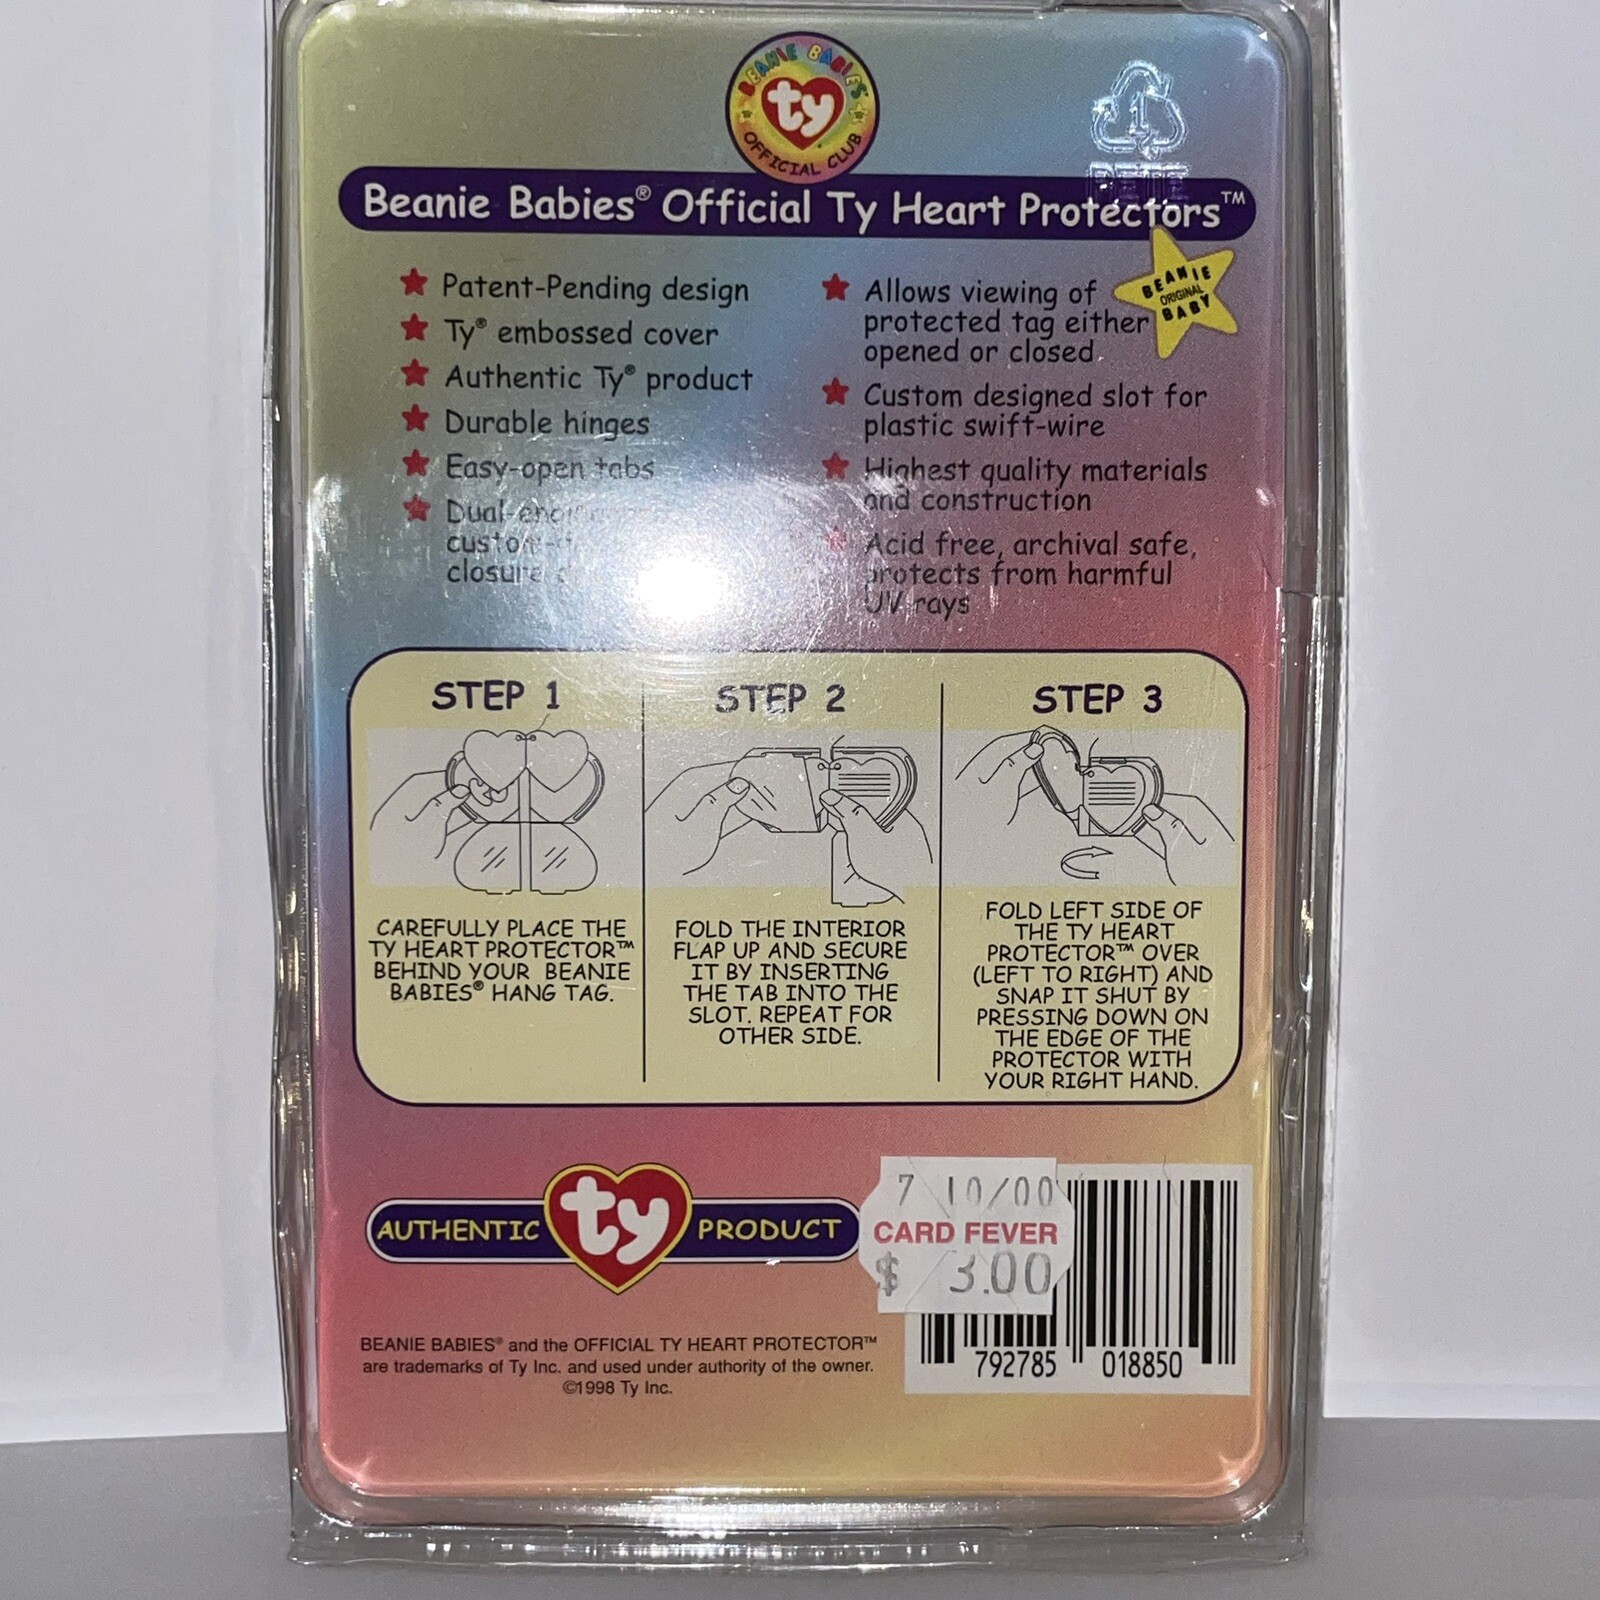 BEANIE BABIES
ty
OFFICIAL CLUB
1
PETE
Beanie Babies® Official Ty Heart Protectors™
★ Patent-Pending design
★ Ty® embossed cover
★ Authentic Ty® product
★ Durable hinges
★ Easy-open tabs
★ closure
★ Allows viewing of
protected tag either
opened or closed
BEANIE
ORIGINAL
BABY
★ Custom designed slot for
plastic swift-wire
★ Highest quality materials
and construction
★ Acid free, archival safe,
protects from harmful
UV rays
STEP 1
CAREFULLY PLACE THE
TY HEART PROTECTOR™
BEHIND YOUR BEANIE
BABIES® HANG TAG.
STEP 2
FOLD THE INTERIOR
FLAP UP AND SECURE
IT BY INSERTING
THE TAB INTO THE
SLOT. REPEAT FOR
OTHER SIDE.
STEP 3
FOLD LEFT SIDE OF
THE TY HEART
PROTECTOR™ OVER
(LEFT TO RIGHT) AND
SNAP IT SHUT BY
PRESSING DOWN ON
THE EDGE OF THE
PROTECTOR WITH
YOUR RIGHT HAND.
AUTHENTIC ty PRODUCT
7 10/00
CARD FEVER
$ 3.00
792785 018850
BEANIE BABIES® and the OFFICIAL TY HEART PROTECTOR™
are trademarks of Ty Inc. and used under authority of the owner.
©1998 Ty Inc.